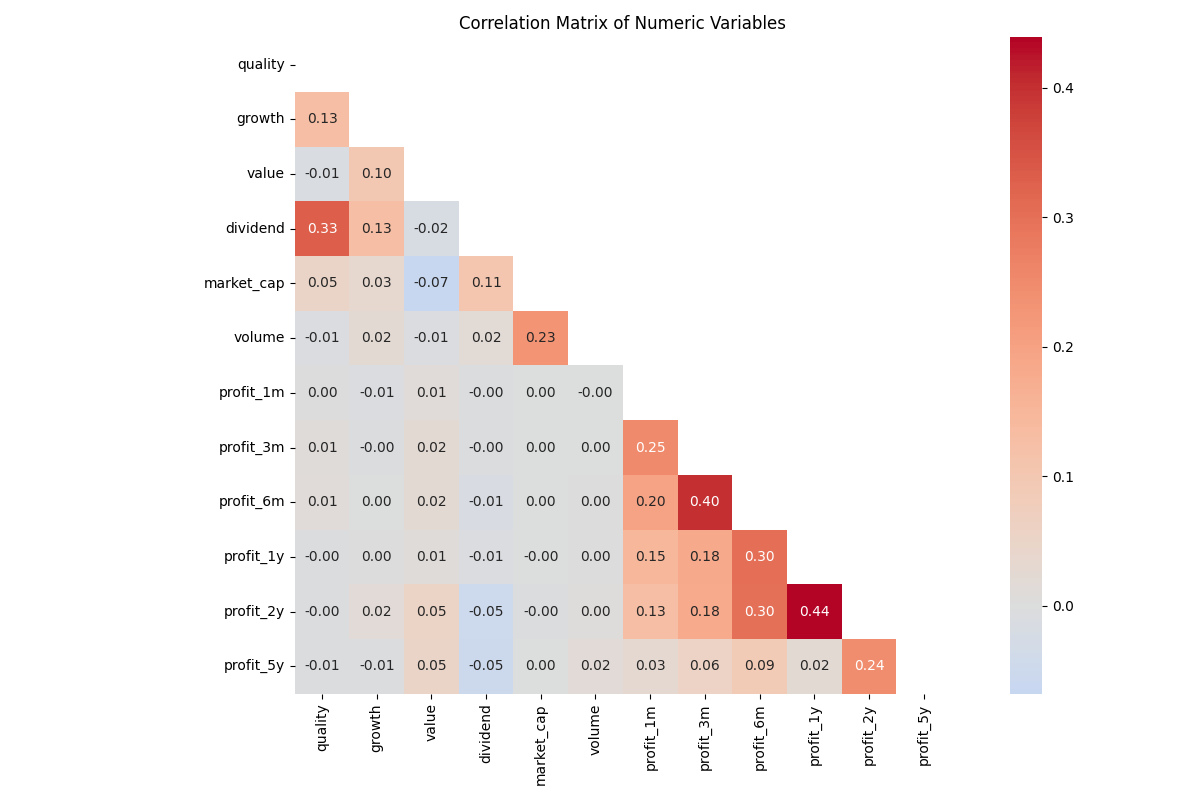 Correlation Matrix of Numeric Variables
quality
growth 0.13
value -0.01 0.10
dividend 0.33 0.13 -0.02
market_cap 0.05 0.03 -0.07 0.11
volume -0.01 0.02 -0.01 0.02 0.23
profit_1m 0.00 -0.01 0.01 -0.00 0.00 -0.00
profit_3m 0.01 -0.00 0.02 -0.00 0.00 0.00 0.25
profit_6m 0.01 0.00 0.02 -0.01 0.00 0.00 0.20 0.40
profit_1y -0.00 0.00 0.01 -0.01 -0.00 0.00 0.15 0.18 0.30
profit_2y -0.00 0.02 0.05 -0.05 -0.00 0.00 0.13 0.18 0.30 0.44
profit_5y -0.01 -0.01 0.05 -0.05 0.00 0.02 0.03 0.06 0.09 0.02 0.24
quality growth value dividend market_cap volume profit_1m profit_3m profit_6m profit_1y profit_2y profit_5y
0.4
0.3
0.2
0.1
0.0